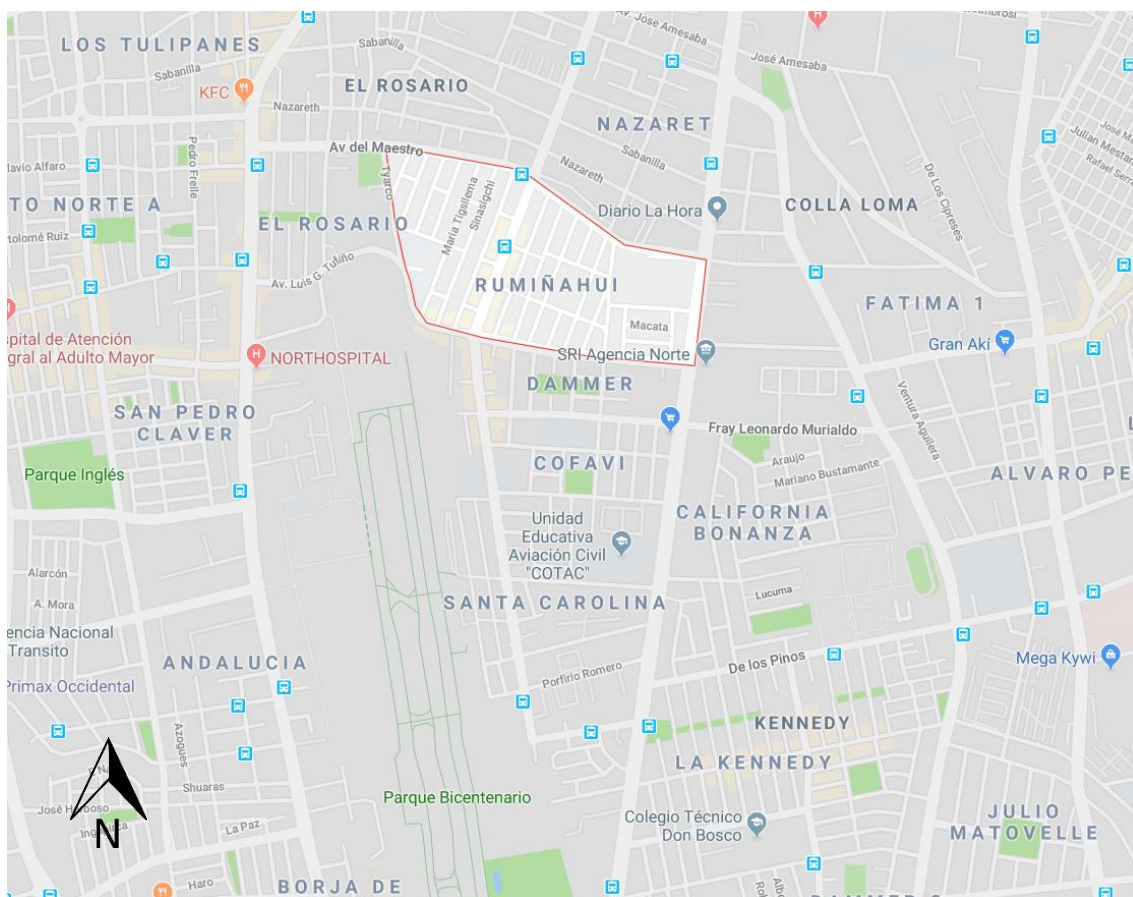 José Amesaba
Av. José Amesaba
LOS TULIPANES
Sabanilla
Sabanilla
KFC
EL ROSARIO
Nazareth
NAZARET
Av del Maestro
Sabanilla
Nazareth
Pedro Freile
Tyarco
María Tigsilema
Sinasigchi
De Los Cipreses
Diario La Hora
COLLA LOMA
TO NORTE A
EL ROSARIO
Av. Luis G. Tufiño
RUMIÑAHUI
FATIMA 1
Macata
Gran Akí
spital de Atención
gral al Adulto Mayor
NORTHOSPITAL
SRI Agencia Norte
DAMMER
Ventura Aguilera
SAN PEDRO
CLAVER
Fray Leonardo Murialdo
Araujo
Mariano Bustamante
Parque Inglés
COFAVI
ALVARO PE
CALIFORNIA
BONANZA
Unidad
Educativa
Aviación Civil
"COTAC"
Alarcón
A. Mora
Lucuma
SANTA CAROLINA
encia Nacional
Transito
ANDALUCIA
De los Pinos
Mega Kywi
Porfirio Romero
Primax Occidental
Azogues
KENNEDY
LA KENNEDY
Shuaras
Parque Bicentenario
Colegio Técnico
Don Bosco
JULIO
MATOVELLE
La Paz
N
Haro
BORJA DE